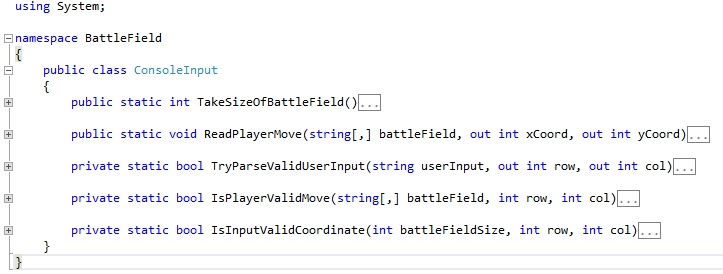 using System;
namespace BattleField
{
public class ConsoleInput
{
public static int TakeSizeOfBattleField()...
public static void ReadPlayerMove(string[,] battleField, out int xCoord, out int yCoord)...
private static bool TryParseValidUserInput(string userInput, out int row, out int col)...
private static bool IsPlayerValidMove(string[,] battleField, int row, int col)...
private static bool IsInputValidCoordinate(int battleFieldSize, int row, int col)...
}
}